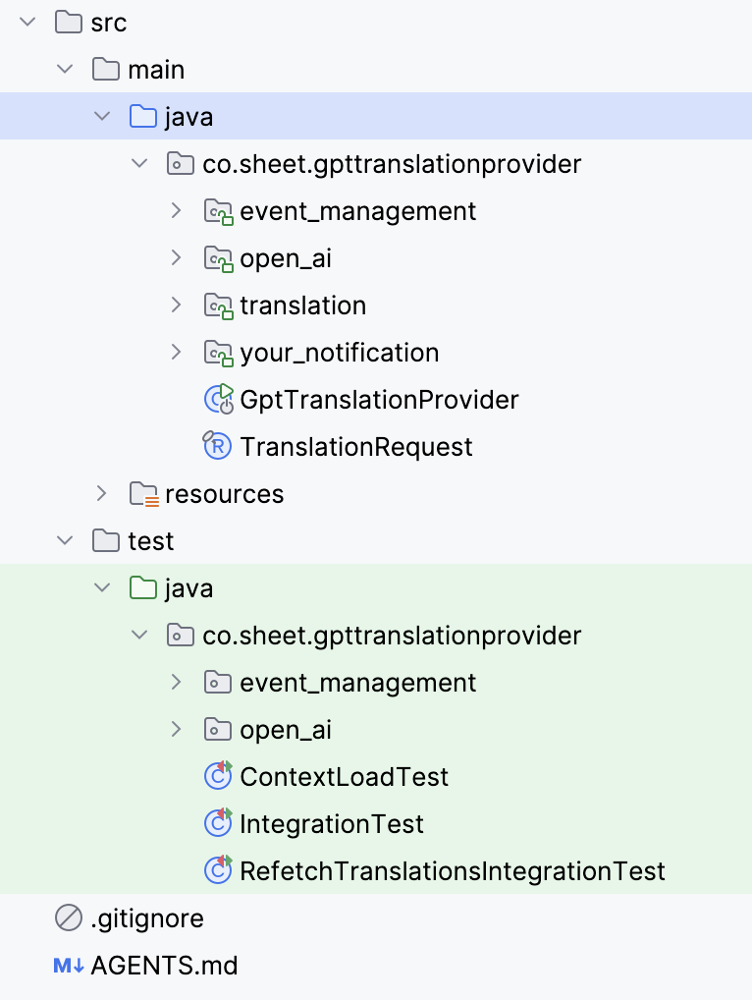 src
main
java
co.sheet.gpttranslationprovider
event_management
open_ai
translation
your_notification
GptTranslationProvider
TranslationRequest
resources
test
java
co.sheet.gpttranslationprovider
event_management
open_ai
ContextLoadTest
IntegrationTest
RefetchTranslationsIntegrationTest
.gitignore
M↓ AGENTS.md